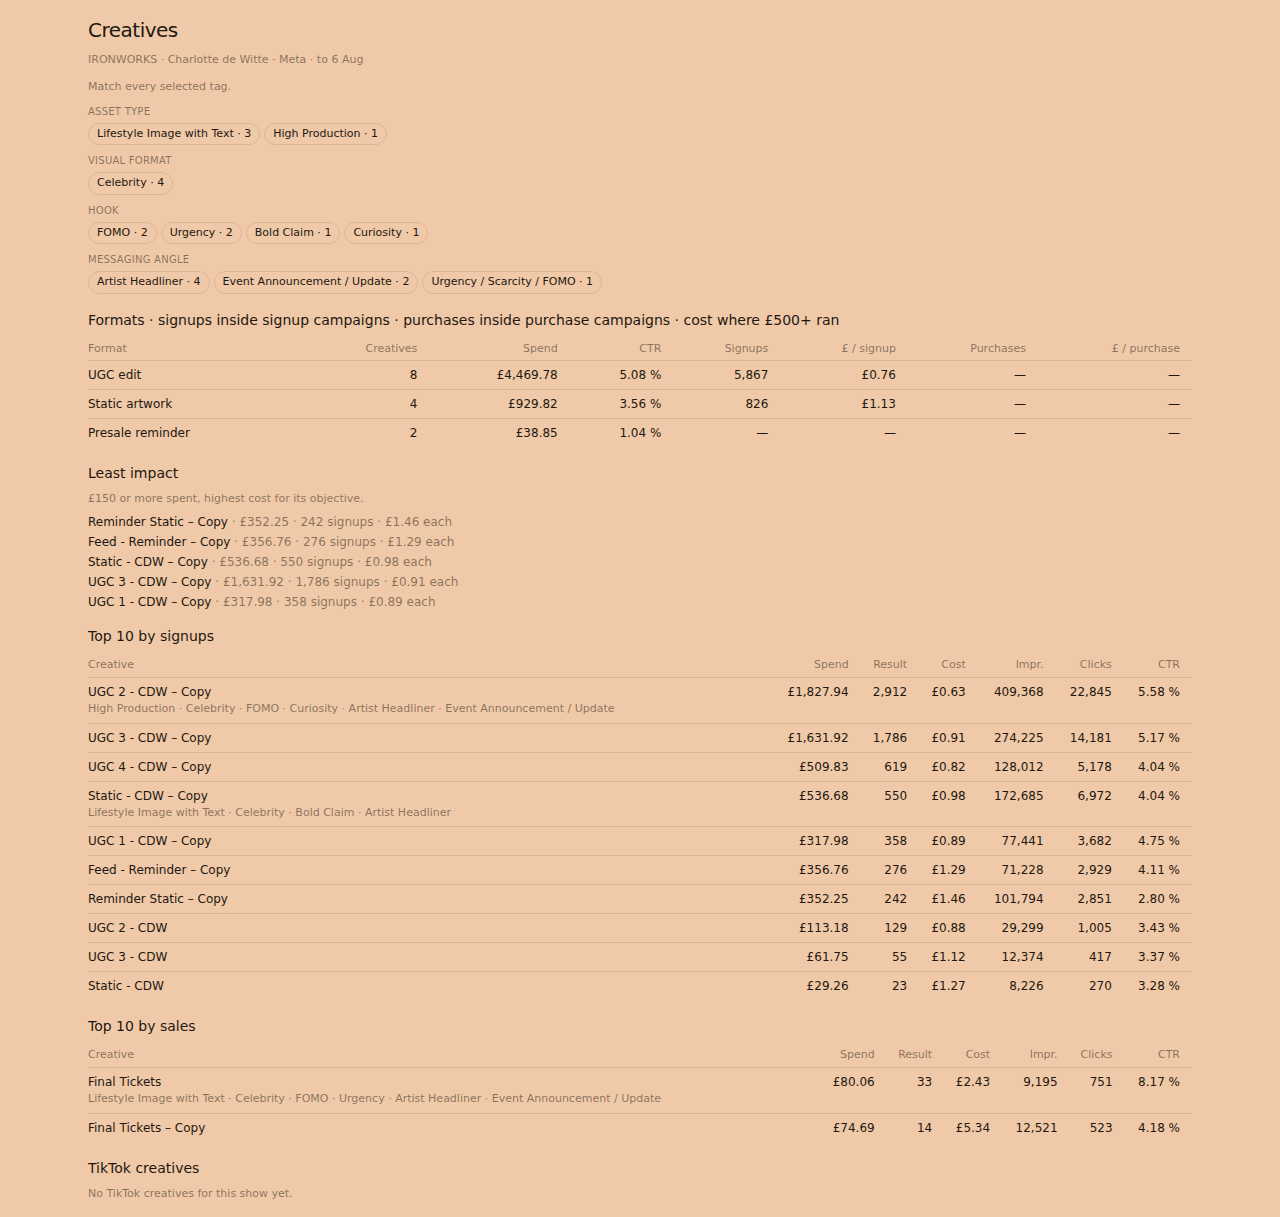 Creatives
IRONWORKS · Charlotte de Witte · Meta · to 6 Aug
Match every selected tag.
ASSET TYPE
Lifestyle Image with Text · 3 High Production · 1
VISUAL FORMAT
Celebrity · 4
HOOK
FOMO · 2 Urgency · 2 Bold Claim · 1 Curiosity · 1
MESSAGING ANGLE
Artist Headliner · 4 Event Announcement / Update · 2 Urgency / Scarcity / FOMO · 1
Formats · signups inside signup campaigns · purchases inside purchase campaigns · cost where £500+ ran
Format Creatives Spend CTR Signups £ / signup Purchases £ / purchase
UGC edit 8 £4,469.78 5.08 % 5,867 £0.76 — —
Static artwork 4 £929.82 3.56 % 826 £1.13 — —
Presale reminder 2 £38.85 1.04 % — — — —
Least impact
£150 or more spent, highest cost for its objective.
Reminder Static – Copy · £352.25 · 242 signups · £1.46 each
Feed - Reminder – Copy · £356.76 · 276 signups · £1.29 each
Static - CDW – Copy · £536.68 · 550 signups · £0.98 each
UGC 3 - CDW – Copy · £1,631.92 · 1,786 signups · £0.91 each
UGC 1 - CDW – Copy · £317.98 · 358 signups · £0.89 each
Top 10 by signups
Creative Spend Result Cost Impr. Clicks CTR
UGC 2 - CDW – Copy £1,827.94 2,912 £0.63 409,368 22,845 5.58 %
High Production · Celebrity · FOMO · Curiosity · Artist Headliner · Event Announcement / Update
UGC 3 - CDW – Copy £1,631.92 1,786 £0.91 274,225 14,181 5.17 %
UGC 4 - CDW – Copy £509.83 619 £0.82 128,012 5,178 4.04 %
Static - CDW – Copy £536.68 550 £0.98 172,685 6,972 4.04 %
Lifestyle Image with Text · Celebrity · Bold Claim · Artist Headliner
UGC 1 - CDW – Copy £317.98 358 £0.89 77,441 3,682 4.75 %
Feed - Reminder – Copy £356.76 276 £1.29 71,228 2,929 4.11 %
Reminder Static – Copy £352.25 242 £1.46 101,794 2,851 2.80 %
UGC 2 - CDW £113.18 129 £0.88 29,299 1,005 3.43 %
UGC 3 - CDW £61.75 55 £1.12 12,374 417 3.37 %
Static - CDW £29.26 23 £1.27 8,226 270 3.28 %
Top 10 by sales
Creative Spend Result Cost Impr. Clicks CTR
Final Tickets £80.06 33 £2.43 9,195 751 8.17 %
Lifestyle Image with Text · Celebrity · FOMO · Urgency · Artist Headliner · Event Announcement / Update
Final Tickets – Copy £74.69 14 £5.34 12,521 523 4.18 %
TikTok creatives
No TikTok creatives for this show yet.